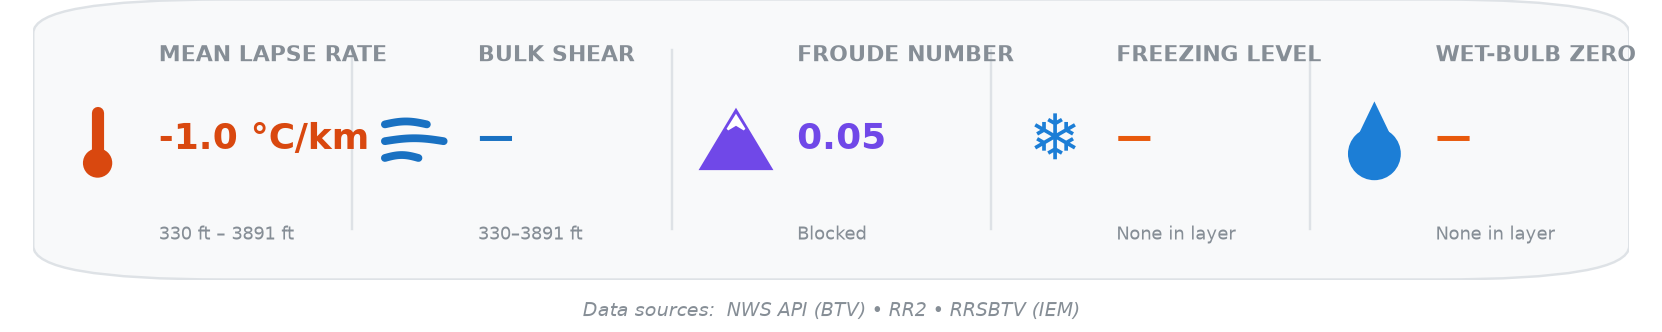 MEAN LAPSE RATE
-1.0 °C/km
330 ft – 3891 ft
BULK SHEAR
—
330–3891 ft
FROUDE NUMBER
0.05
Blocked
FREEZING LEVEL
—
None in layer
WET-BULB ZERO
—
None in layer
Data sources:  NWS API (BTV) • RR2 • RRSBTV (IEM)